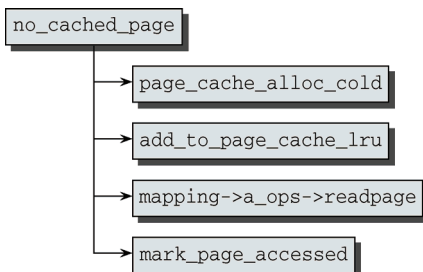 no_cached_page
page_cache_alloc_cold
add_to_page_cache_lru
mapping->a_ops->readpage
mark_page_accessed